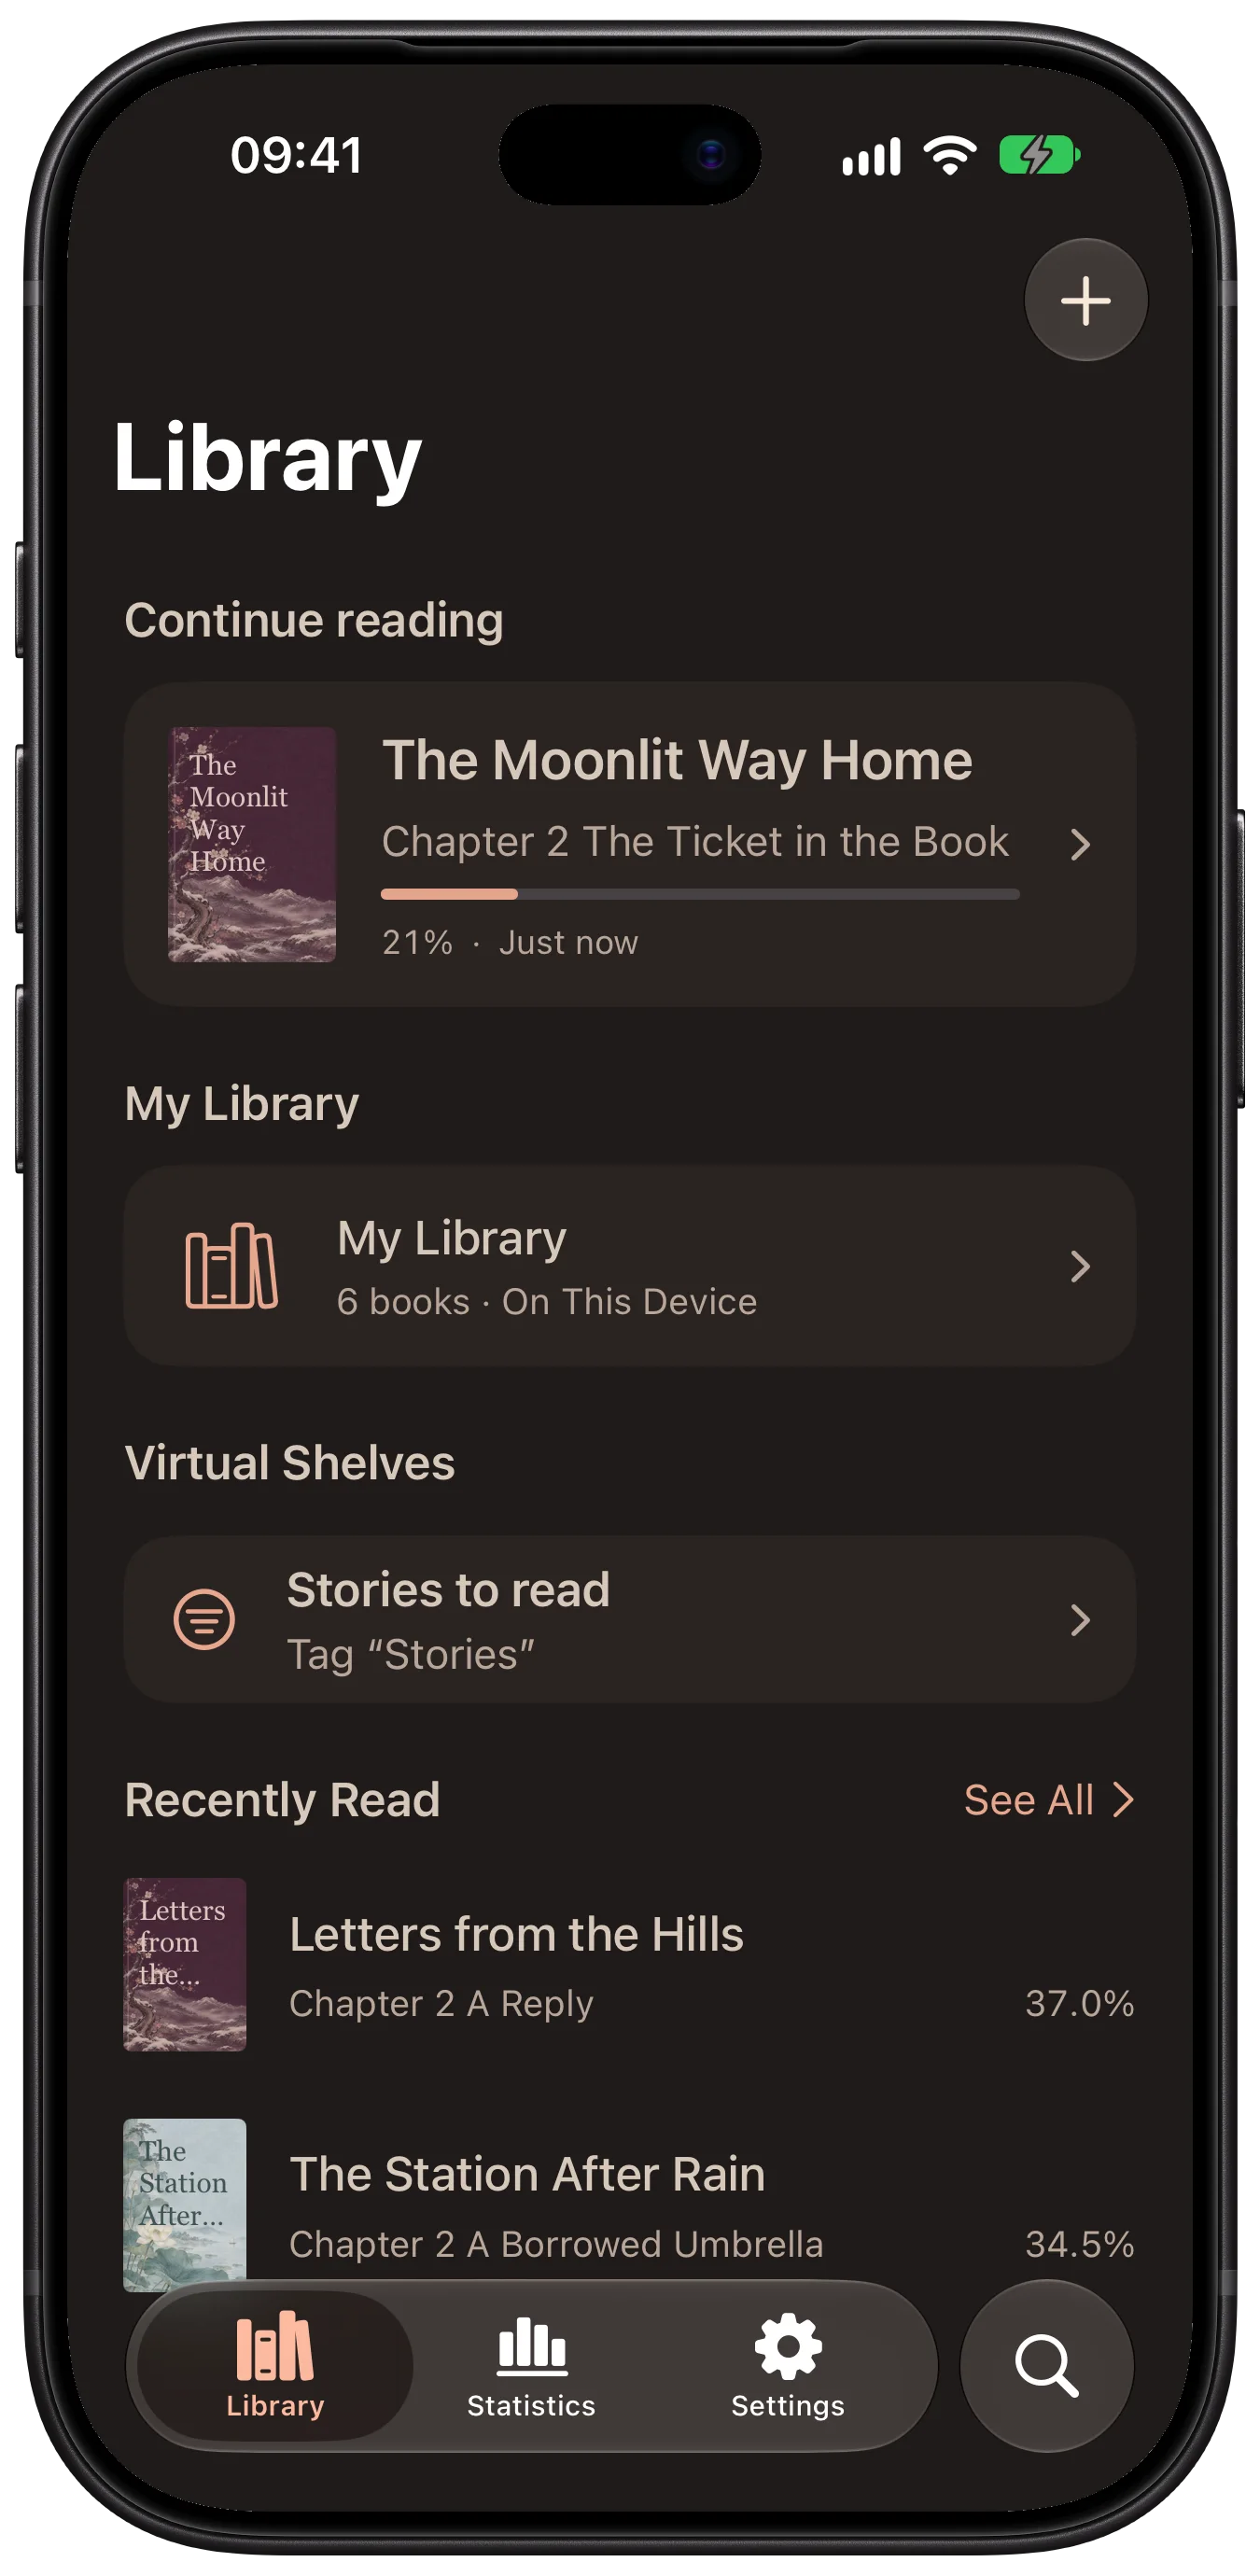 09:41
Library
Continue reading
The
Moonlit
Way
Home
The Moonlit Way Home
Chapter 2 The Ticket in the Book
21% · Just now
My Library
My Library
6 books · On This Device
Virtual Shelves
Stories to read
Tag “Stories”
Recently Read
See All
Letters
from
the...
Letters from the Hills
Chapter 2 A Reply
37.0%
The
Station
After...
The Station After Rain
Chapter 2 A Borrowed Umbrella
34.5%
Library
Statistics
Settings